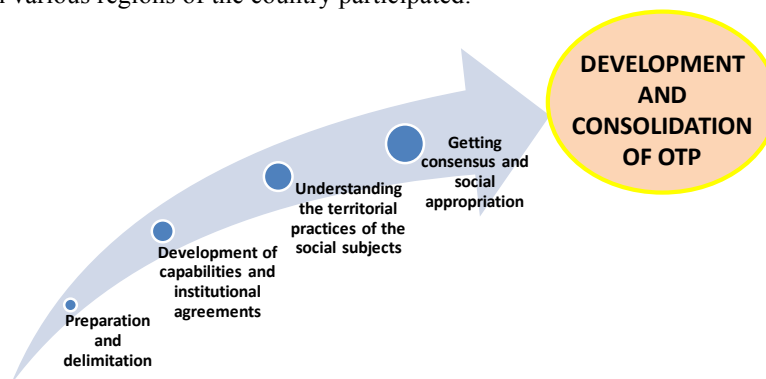 various regions of the country participated.
DEVELOPMENT
AND
CONSOLIDATION
OF OTP
Getting
consensus and
social
appropriation
Understanding
the territorial
practices of the
social subjects
Development of
capabilities and
institutional
agreements
Preparation
and
delimitation